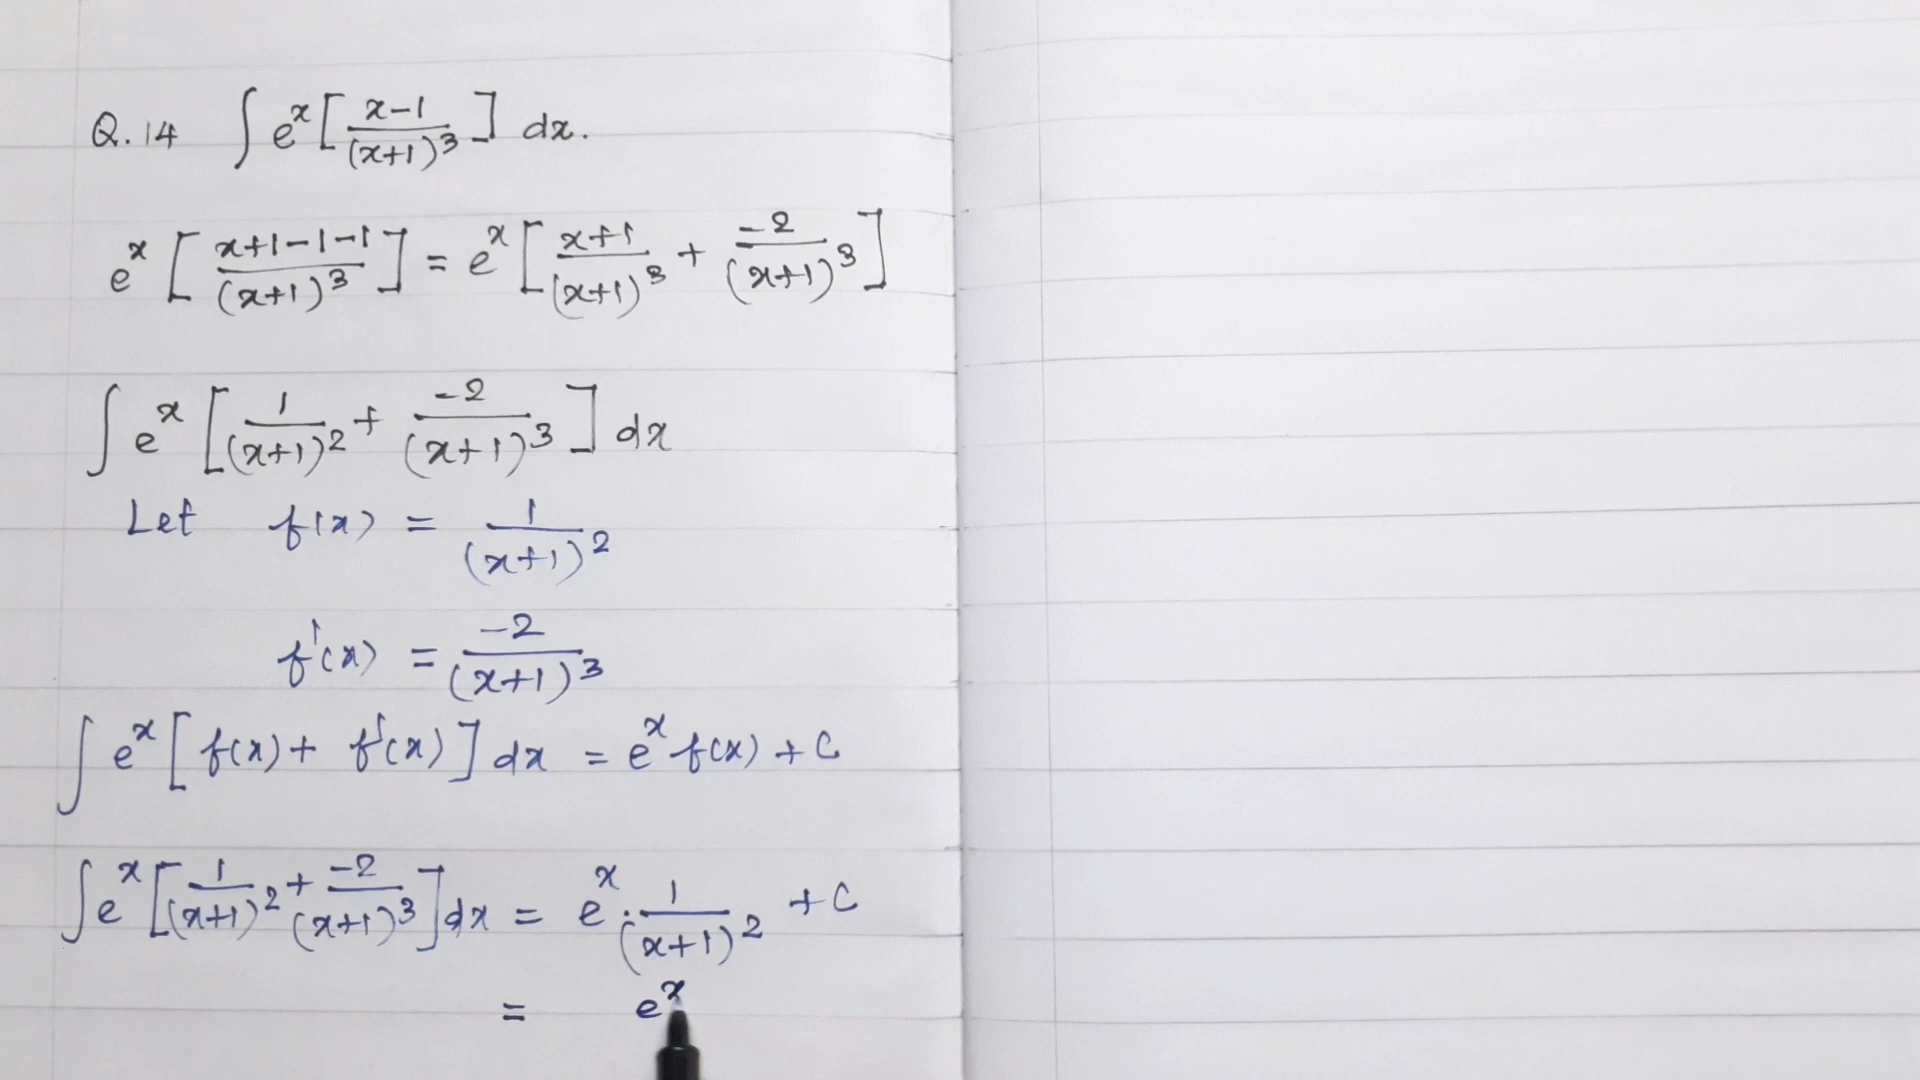 Q.14 ∫ e^x [ (x-1)/(x+1)^3 ] dx.
e^x [ (x+1-1-1)/(x+1)^3 ] = e^x [ (x+1)/(x+1)^3 + (-2)/(x+1)^3 ]
∫ e^x [ 1/(x+1)^2 + (-2)/(x+1)^3 ] dx
Let f(x) = 1/(x+1)^2
f'(x) = -2/(x+1)^3
∫ e^x [ f(x) + f'(x) ] dx = e^x f(x) + C
∫ e^x [ 1/(x+1)^2 + (-2)/(x+1)^3 ] dx = e^x . 1/(x+1)^2 + C
= e^x